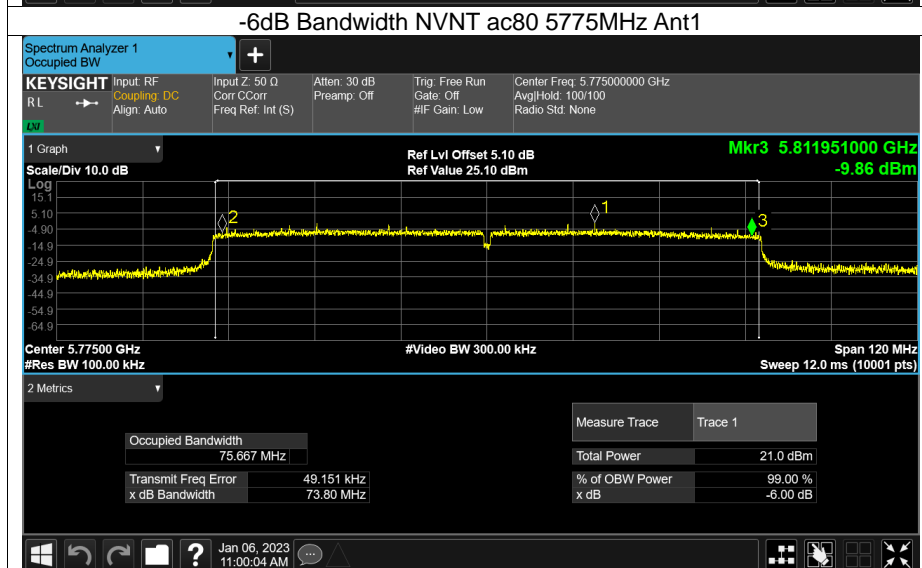 -6dB Bandwidth NVNT ac80 5775MHz Ant1
Spectrum Analyzer 1
Occupied BW
+
KEYSIGHT Input: RF Input Z: 50 Ω Atten: 30 dB Trig: Free Run Center Freq: 5.775000000 GHz
RL Coupling: DC Corr CCorr Preamp: Off Gate: Off Avg|Hold: 100/100
Align: Auto Freq Ref: Int (S) #IF Gain: Low Radio Std: None
LXI
1 Graph Ref Lvl Offset 5.10 dB Mkr3 5.811951000 GHz
Scale/Div 10.0 dB Ref Value 25.10 dBm -9.86 dBm
Log
15.1
5.10
-4.90
-14.9
-24.9
-34.9
-44.9
-54.9
-64.9
2
1
3
Center 5.77500 GHz #Video BW 300.00 kHz Span 120 MHz
#Res BW 100.00 kHz Sweep 12.0 ms (10001 pts)
2 Metrics
Measure Trace Trace 1
Occupied Bandwidth
75.667 MHz
Total Power 21.0 dBm
Transmit Freq Error 49.151 kHz
% of OBW Power 99.00 %
x dB Bandwidth 73.80 MHz
x dB -6.00 dB
?
Jan 06, 2023
11:00:04 AM